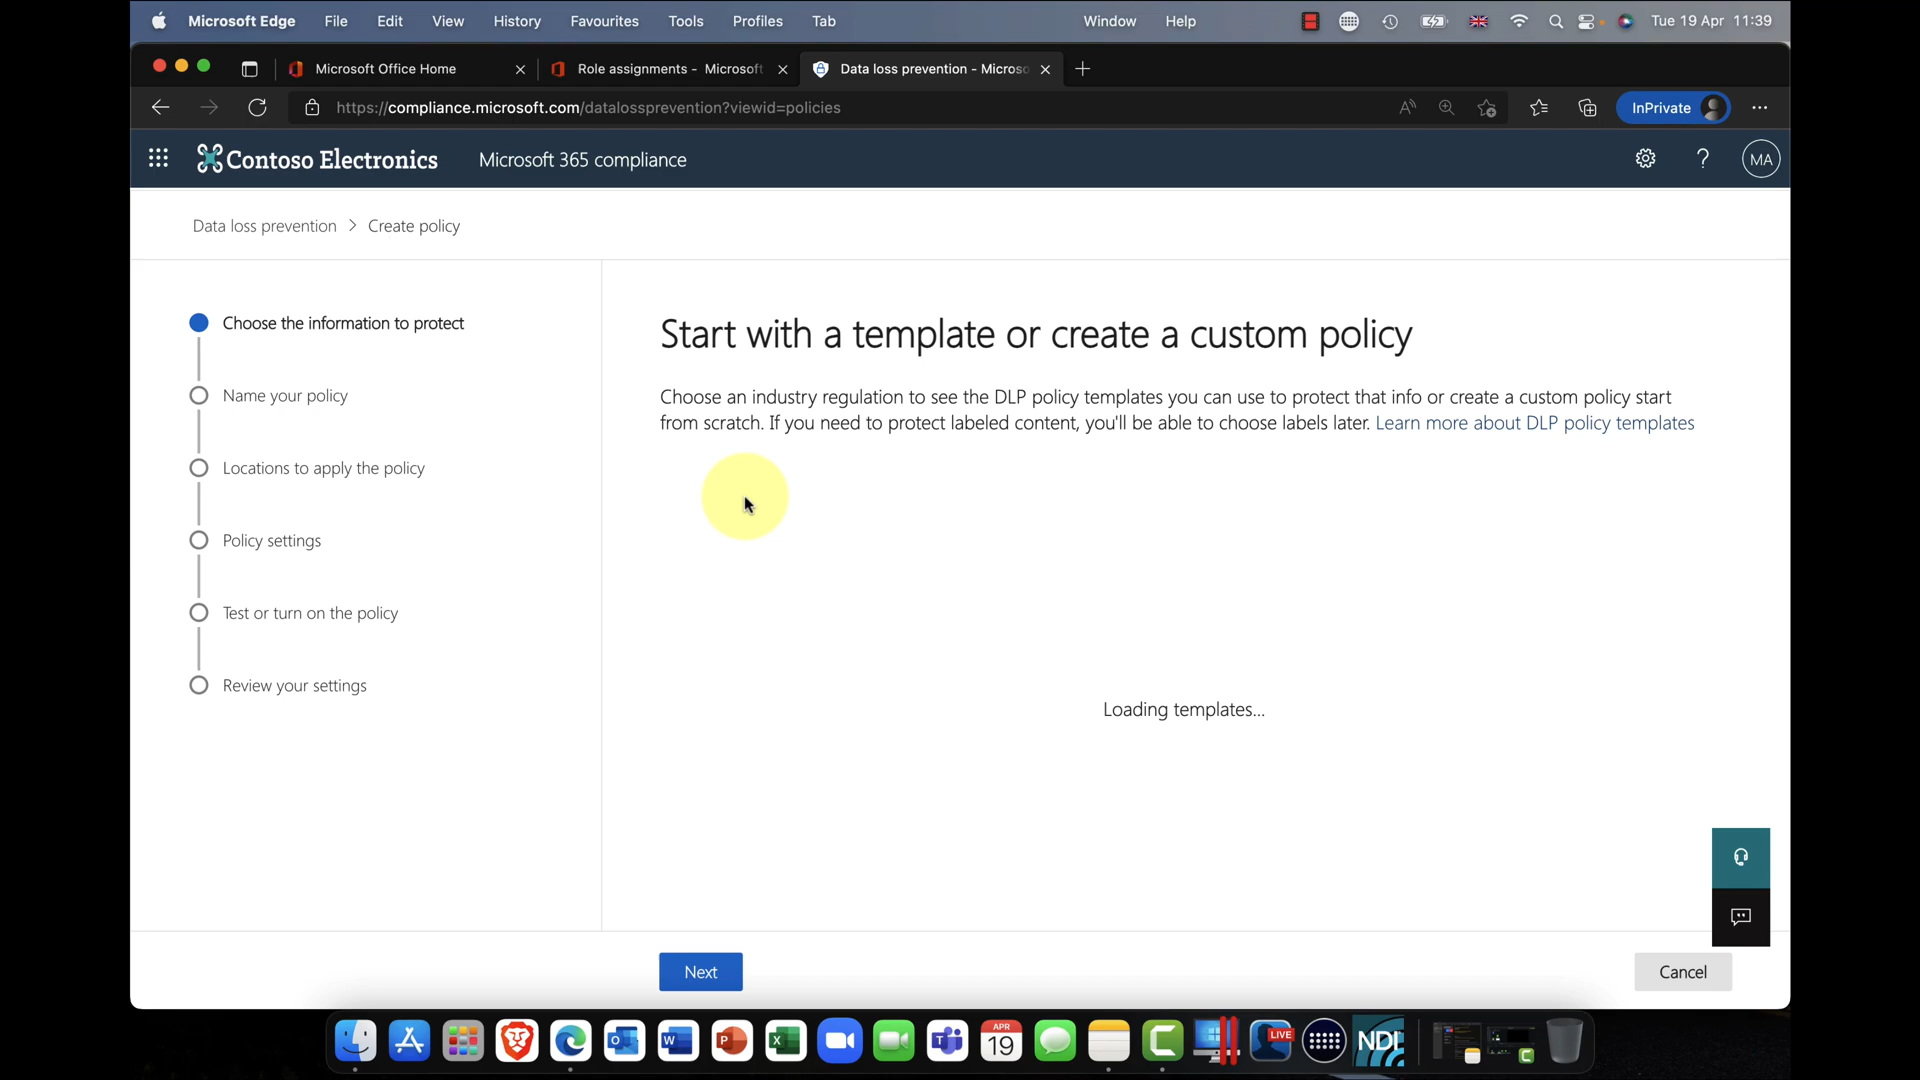 Microsoft Edge File Edit View History Favourites Tools Profiles Tab Window Help Tue 19 Apr 11:39
Microsoft Office Home
Role assignments - Microsoft
Data loss prevention - Microso
https://compliance.microsoft.com/datalossprevention?viewid=policies
InPrivate
Contoso Electronics
Microsoft 365 compliance
MA
Data loss prevention > Create policy
Choose the information to protect
Name your policy
Locations to apply the policy
Policy settings
Test or turn on the policy
Review your settings
Start with a template or create a custom policy
Choose an industry regulation to see the DLP policy templates you can use to protect that info or create a custom policy start
from scratch. If you need to protect labeled content, you'll be able to choose labels later. Learn more about DLP policy templates
Loading templates...
Next
Cancel
APR
19
LIVE
NDI